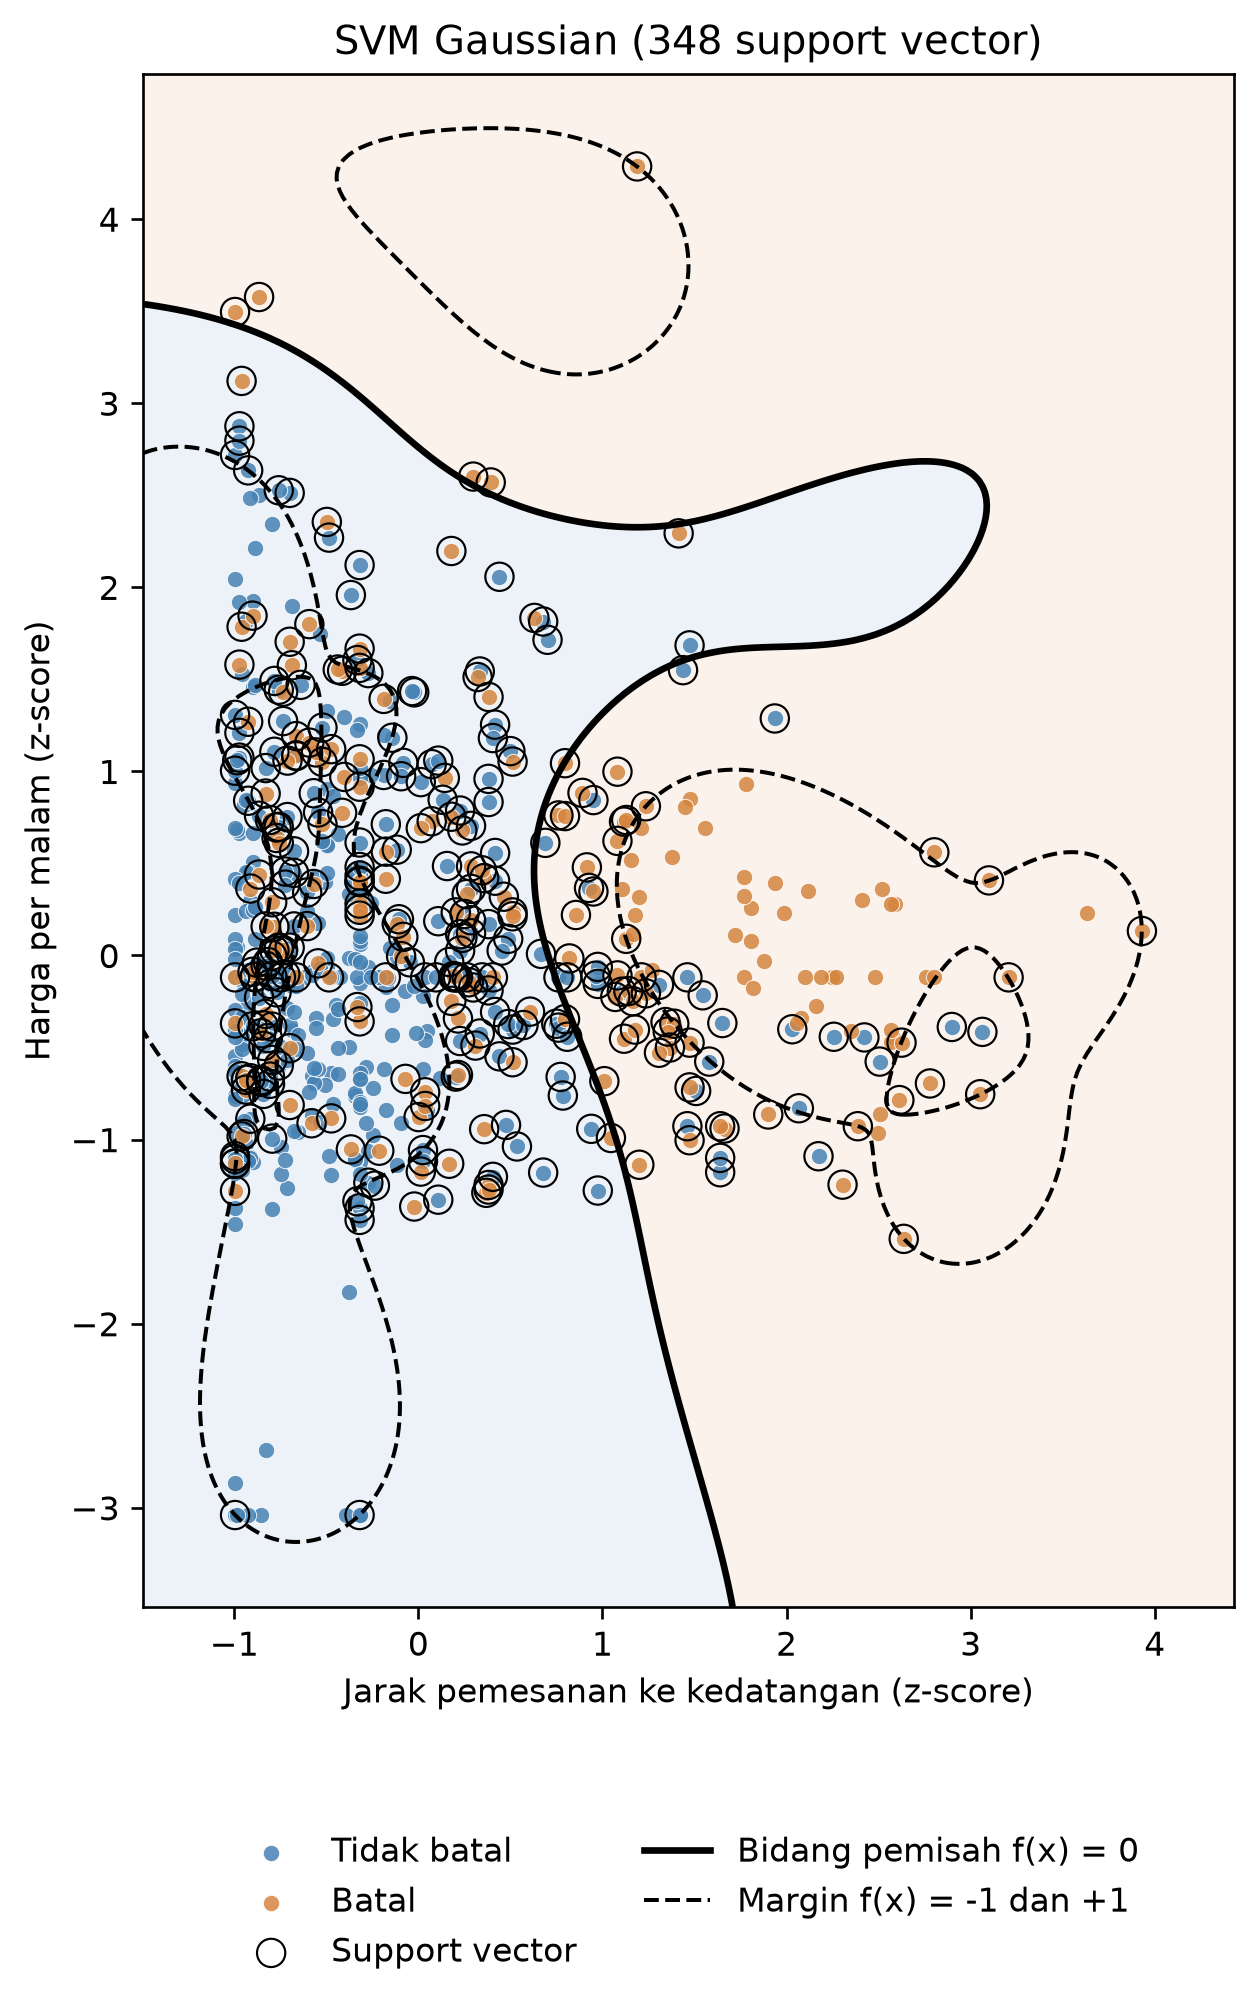 SVM Gaussian (348 support vector)
Harga per malam (z-score)
4
3
2
1
0
−1
−2
−3
−1 0 1 2 3 4
Jarak pemesanan ke kedatangan (z-score)
Tidak batal
Batal
Support vector
Bidang pemisah f(x) = 0
Margin f(x) = -1 dan +1